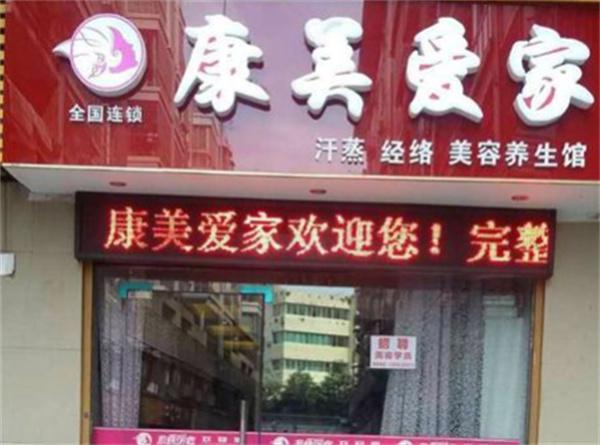 康美爱家
全国连锁
汗蒸 经络 美容养生馆
康美爱家欢迎您！完整
招聘